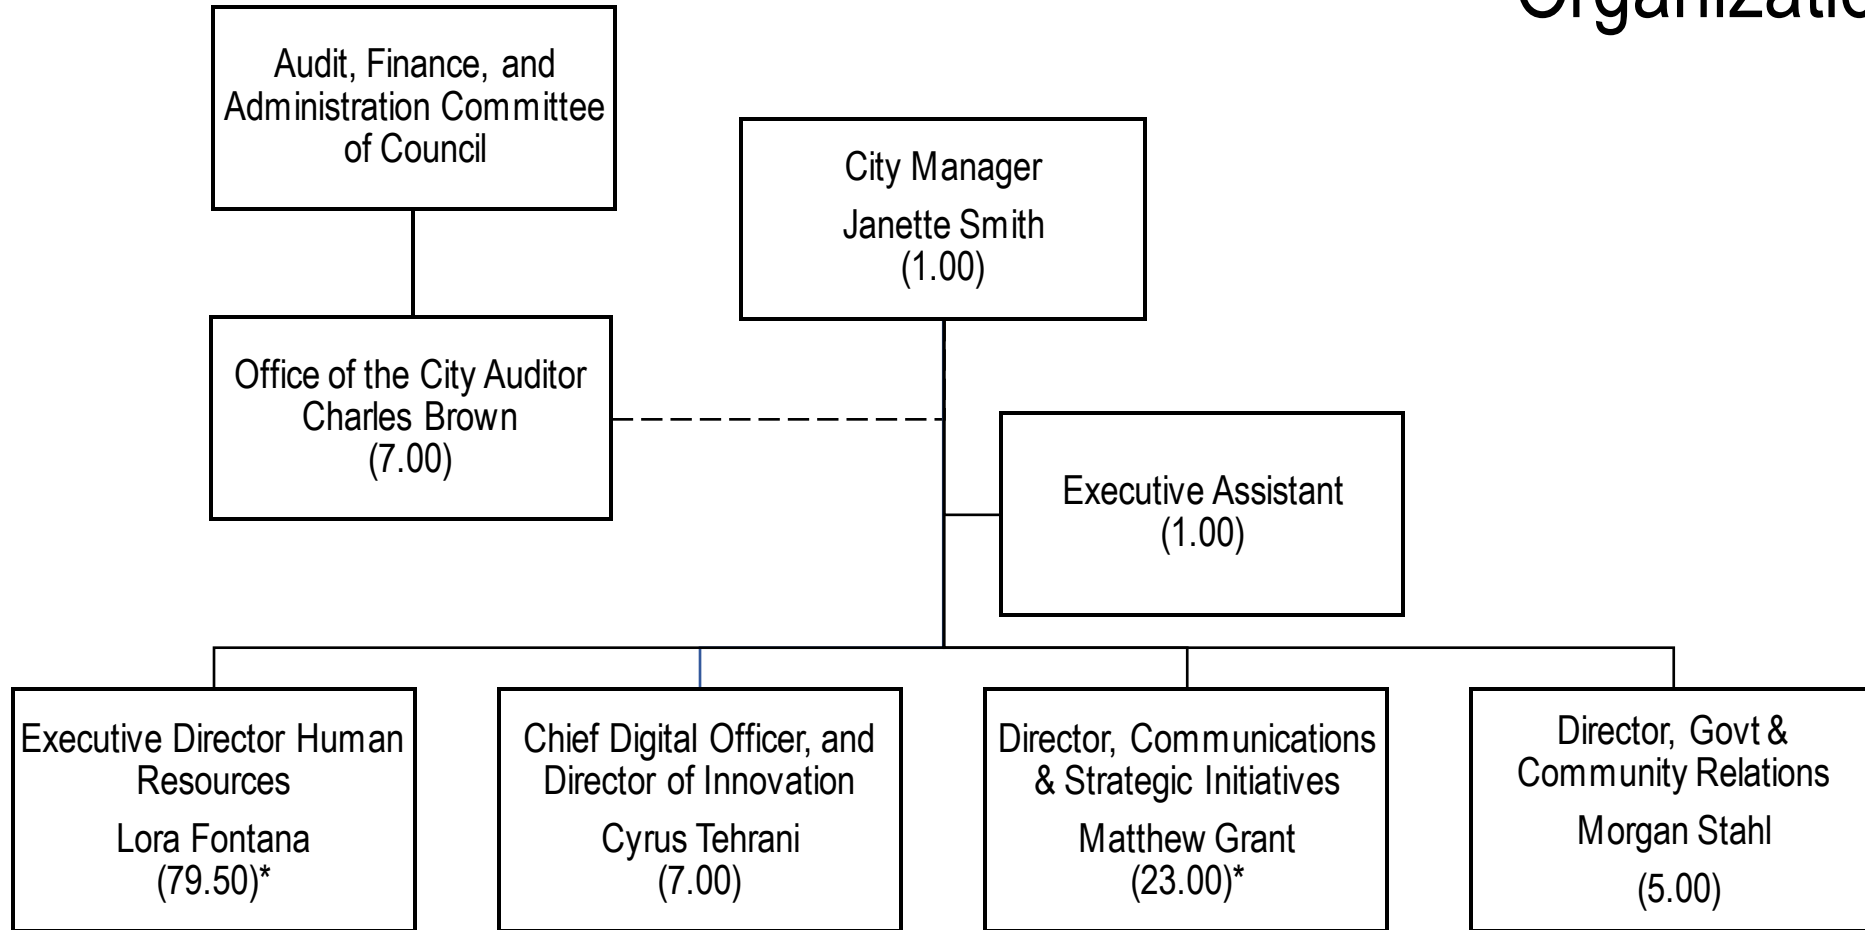 Audit, Finance, and
Administration Committee
of Council
City Manager
Janette Smith
(1.00)
Office of the City Auditor
Charles Brown
(7.00)
Executive Assistant
(1.00)
Executive Director Human
Resources
Lora Fontana
(79.50)*
Chief Digital Officer, and
Director of Innovation
Cyrus Tehrani
(7.00)
Director, Communications
& Strategic Initiatives
Matthew Grant
(23.00)*
Director, Govt &
Community Relations
Morgan Stahl
(5.00)